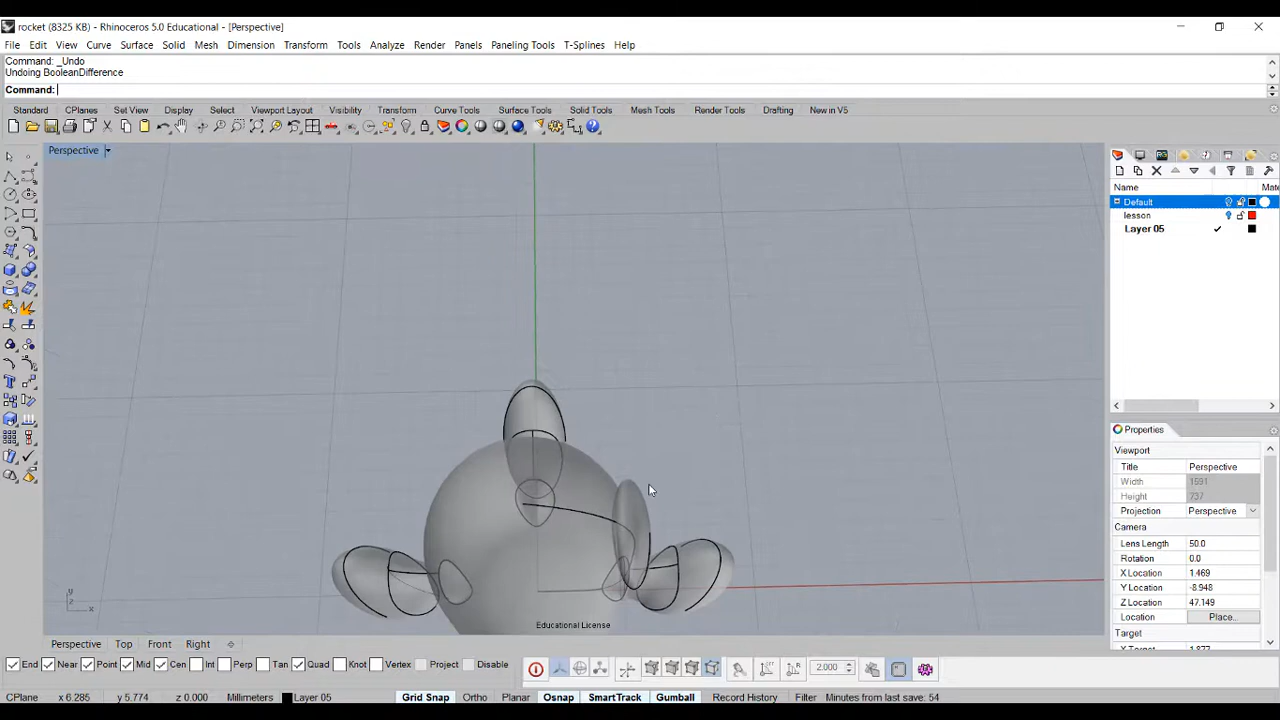 rocket (8325 KB) - Rhinoceros 5.0 Educational - [Perspective]
File Edit View Curve Surface Solid Mesh Dimension Transform Tools Analyze Render Panels Paneling Tools T-Splines Help
Command: _Undo
Undoing BooleanDifference
Command:
Standard CPlanes Set View Display Select Viewport Layout Visibility Transform Curve Tools Surface Tools Solid Tools Mesh Tools Render Tools Drafting New in V5
Perspective
Name Mate
Default
lesson
Layer 05
Properties
Viewport
Title Perspective
Width 1591
Height 737
Projection Perspective
Camera
Lens Length 50.0
Rotation 0.0
X Location 1.469
Y Location -8.948
Z Location 47.149
Location Place...
Target
X Target 1.877
y
z x
Educational License
Perspective Top Front Right
End Near Point Mid Cen Int Perp Tan Quad Knot Vertex Project Disable
2.000
CPlane x 6.285 y 5.774 z 0.000 Millimeters Layer 05 Grid Snap Ortho Planar Osnap SmartTrack Gumball Record History Filter Minutes from last save: 54